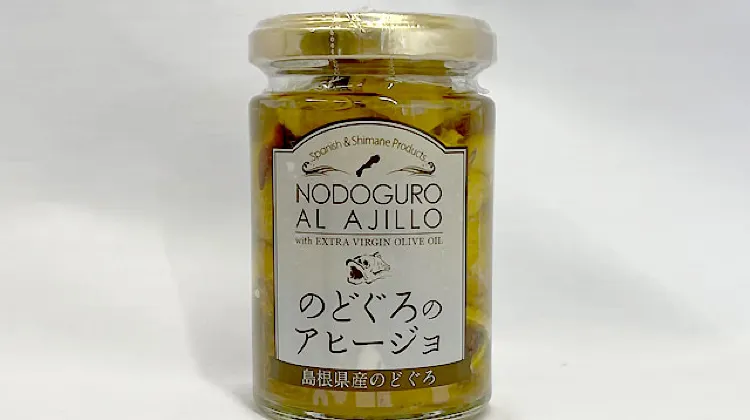 Spanish & Shimane Products
NODOGURO
AL AJILLO
with EXTRA VIRGIN OLIVE OIL
のどぐろの
アヒージョ
島根県産のどぐろ